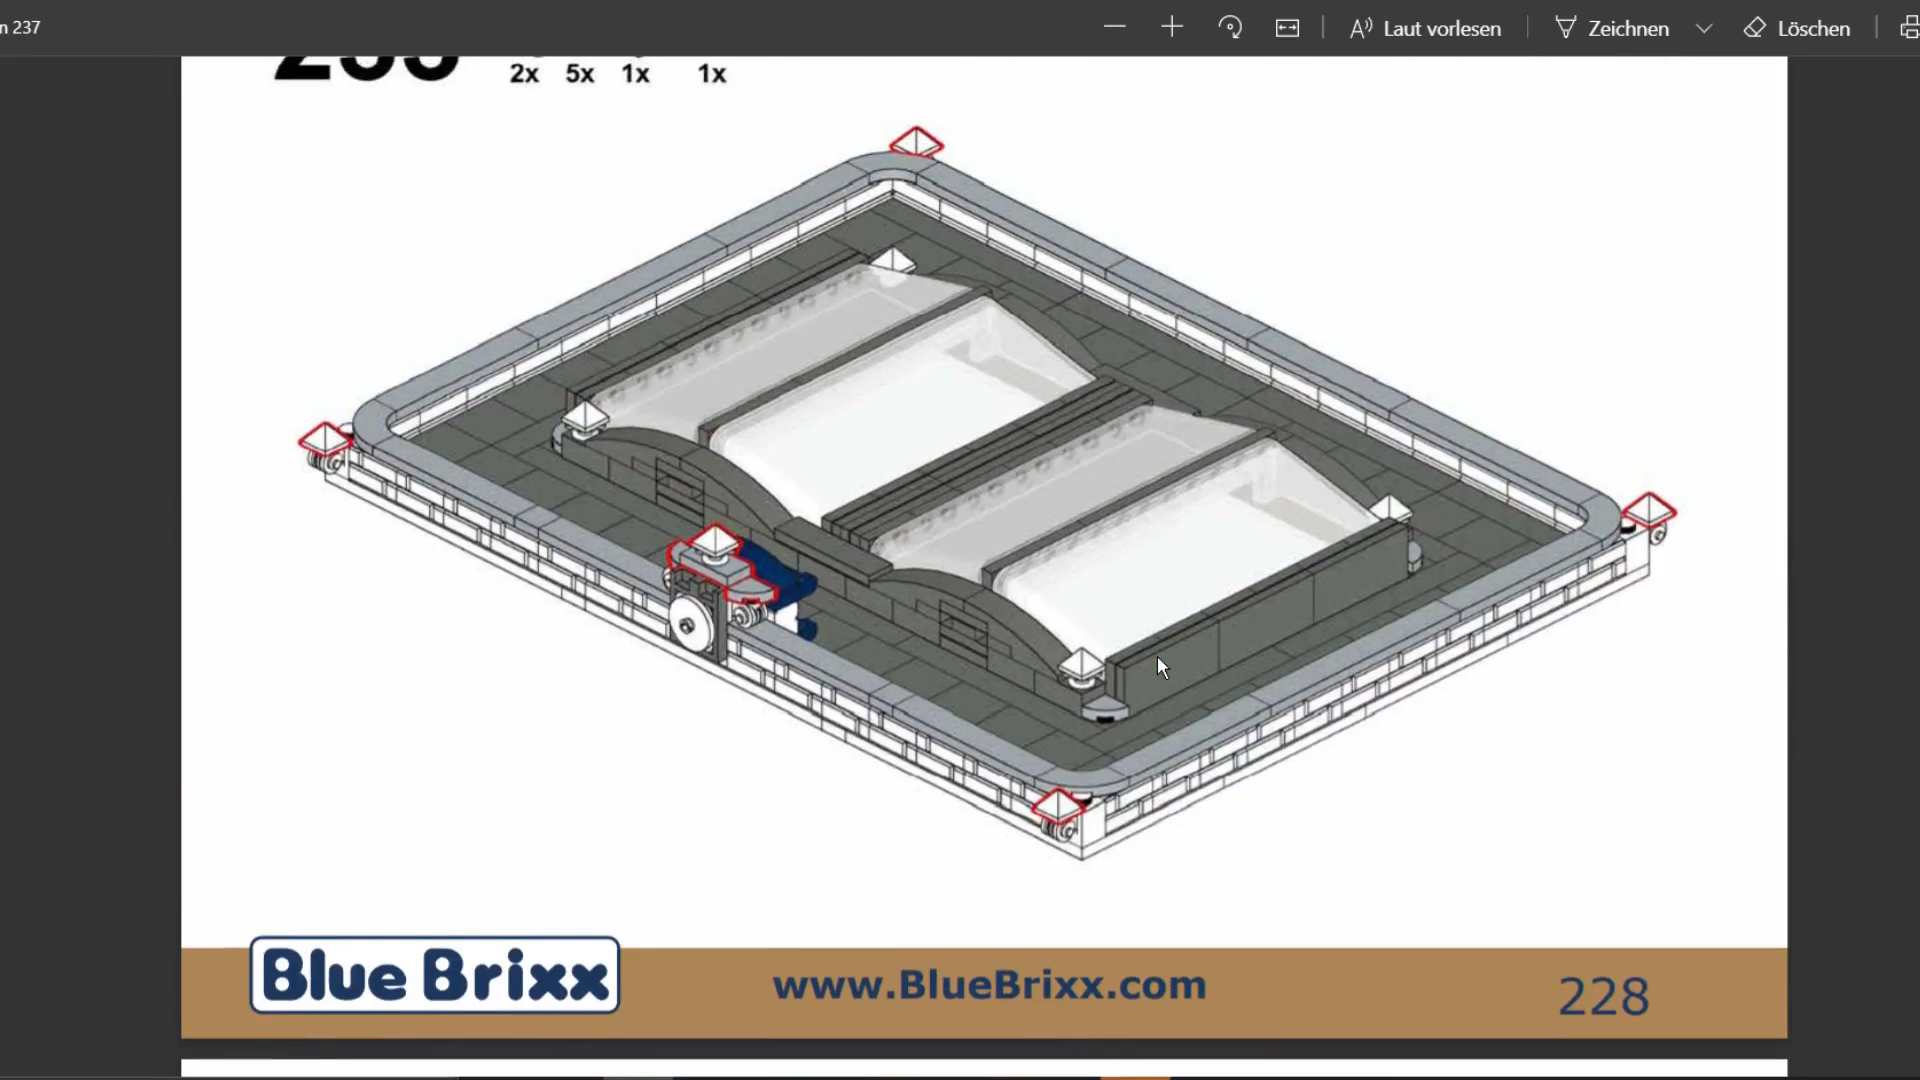 n 237
Laut vorlesen
Zeichnen
Löschen
2x 5x 1x 1x
Blue Brixx
www.BlueBrixx.com
228